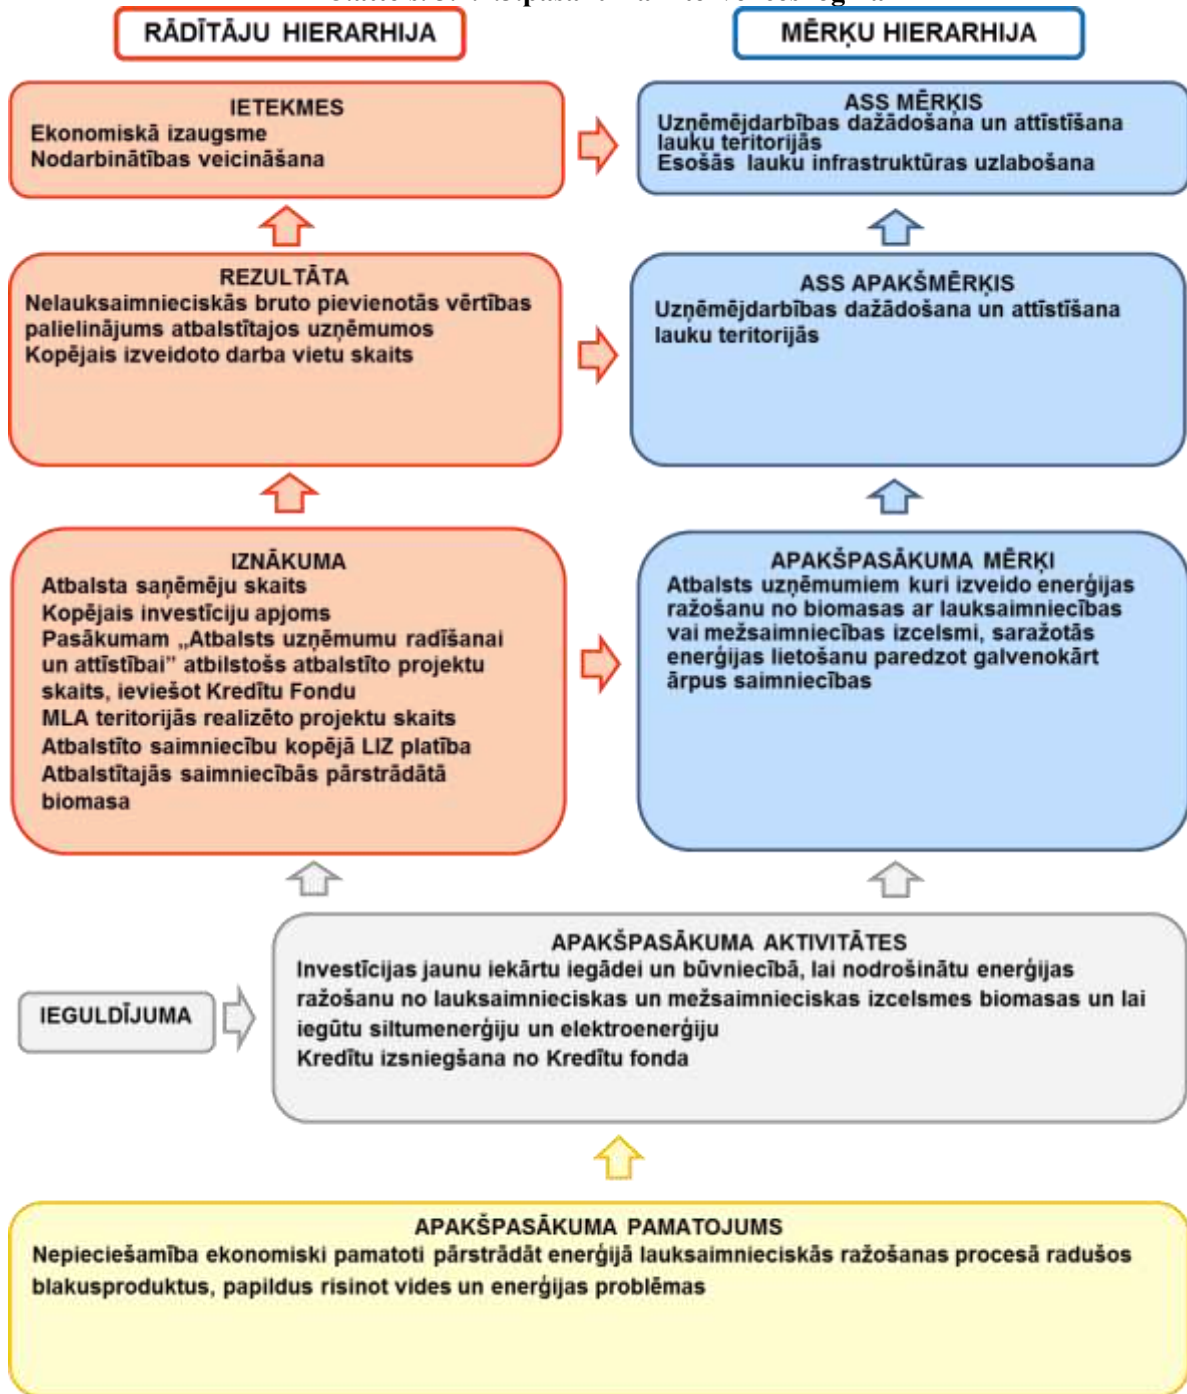 RĀDĪTĀJU HIERARHIJA
MĒRĶU HIERARHIJA
IETEKMES
Ekonomiskā izaugsme
Nodarbinātības veicināšana
ASS MĒRĶIS
Uzņēmējdarbības dažādošana un attīstīšana
lauku teritorijās
Esošās lauku infrastruktūras uzlabošana
REZULTĀTA
Nelauksaimnieciskās bruto pievienotās vērtības
palielinājums atbalstītajos uzņēmumos
Kopējais izveidoto darba vietu skaits
ASS APAKŠMĒRĶIS
Uzņēmējdarbības dažādošana un attīstīšana
lauku teritorijās
IZNĀKUMA
Atbalsta saņēmēju skaits
Kopējais investīciju apjoms
Pasākumam „Atbalsts uzņēmumu radīšanai
un attīstībai” atbilstošs atbalstīto projektu
skaits, ieviešot Kredītu Fondu
MLA teritorijās realizēto projektu skaits
Atbalstīto saimniecību kopējā LIZ platība
Atbalstītajās saimniecībās pārstrādātā
biomasa
APAKŠPASĀKUMA MĒRĶI
Atbalsts uzņēmumiem kuri izveido enerģijas
ražošanu no biomasas ar lauksaimniecības
vai mežsaimniecības izcelsmi, saražotās
enerģijas lietošanu paredzot galvenokārt
ārpus saimniecības
IEGULDĪJUMA
APAKŠPASĀKUMA AKTIVITĀTES
Investīcijas jaunu iekārtu iegādei un būvniecībā, lai nodrošinātu enerģijas
ražošanu no lauksaimnieciskas un mežsaimnieciskas izcelsmes biomasas un lai
iegūtu siltumenerģiju un elektroenerģiju
Kredītu izsniegšana no Kredītu fonda
APAKŠPASĀKUMA PAMATOJUMS
Nepieciešamība ekonomiski pamatoti pārstrādāt enerģijā lauksaimnieciskās ražošanas procesā radušos
blakusproduktus, papildus risinot vides un enerģijas problēmas